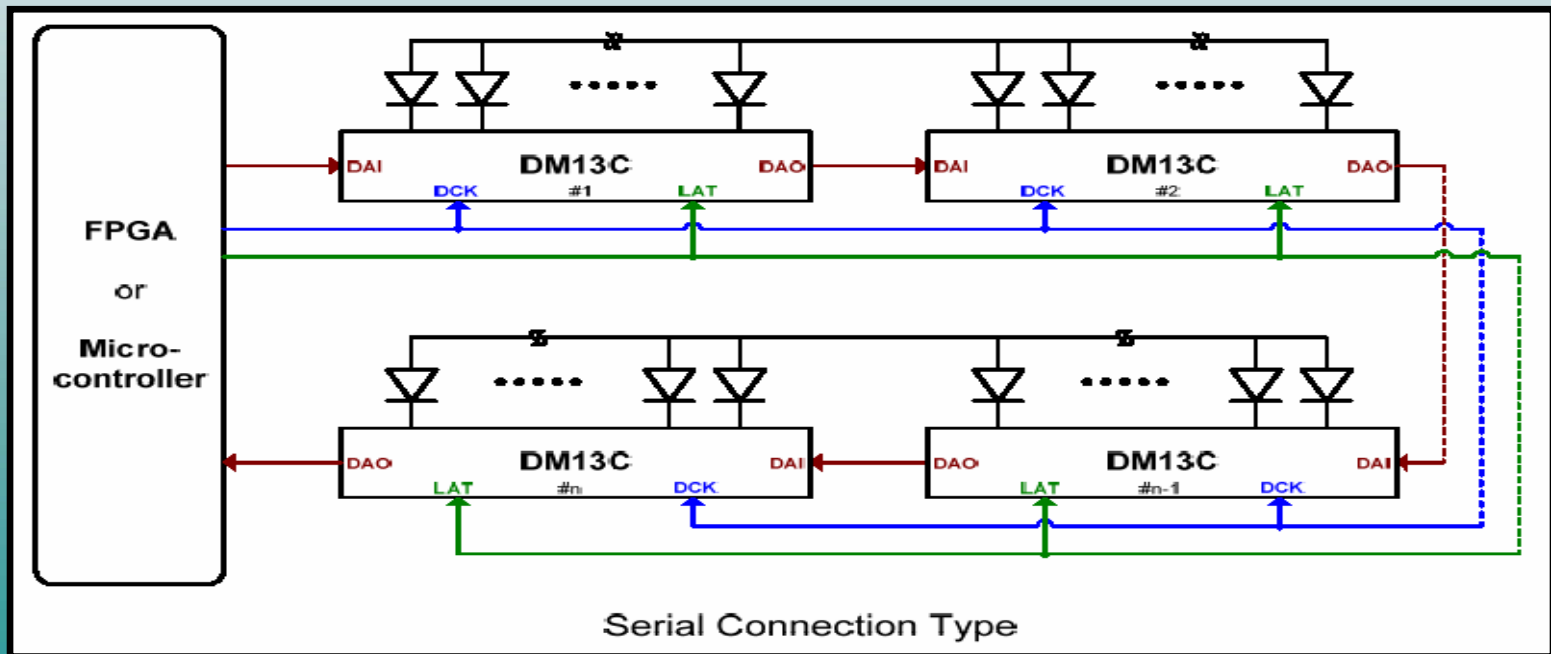 FPGA
or
Micro-
controller
DAI DM13C DAO
DCK #1 LAT
DAI DM13C DAO
DCK #2 LAT
DAO DM13C DAI
LAT #n DCK
DAO DM13C DAI
LAT #n-1 DCK
Serial Connection Type